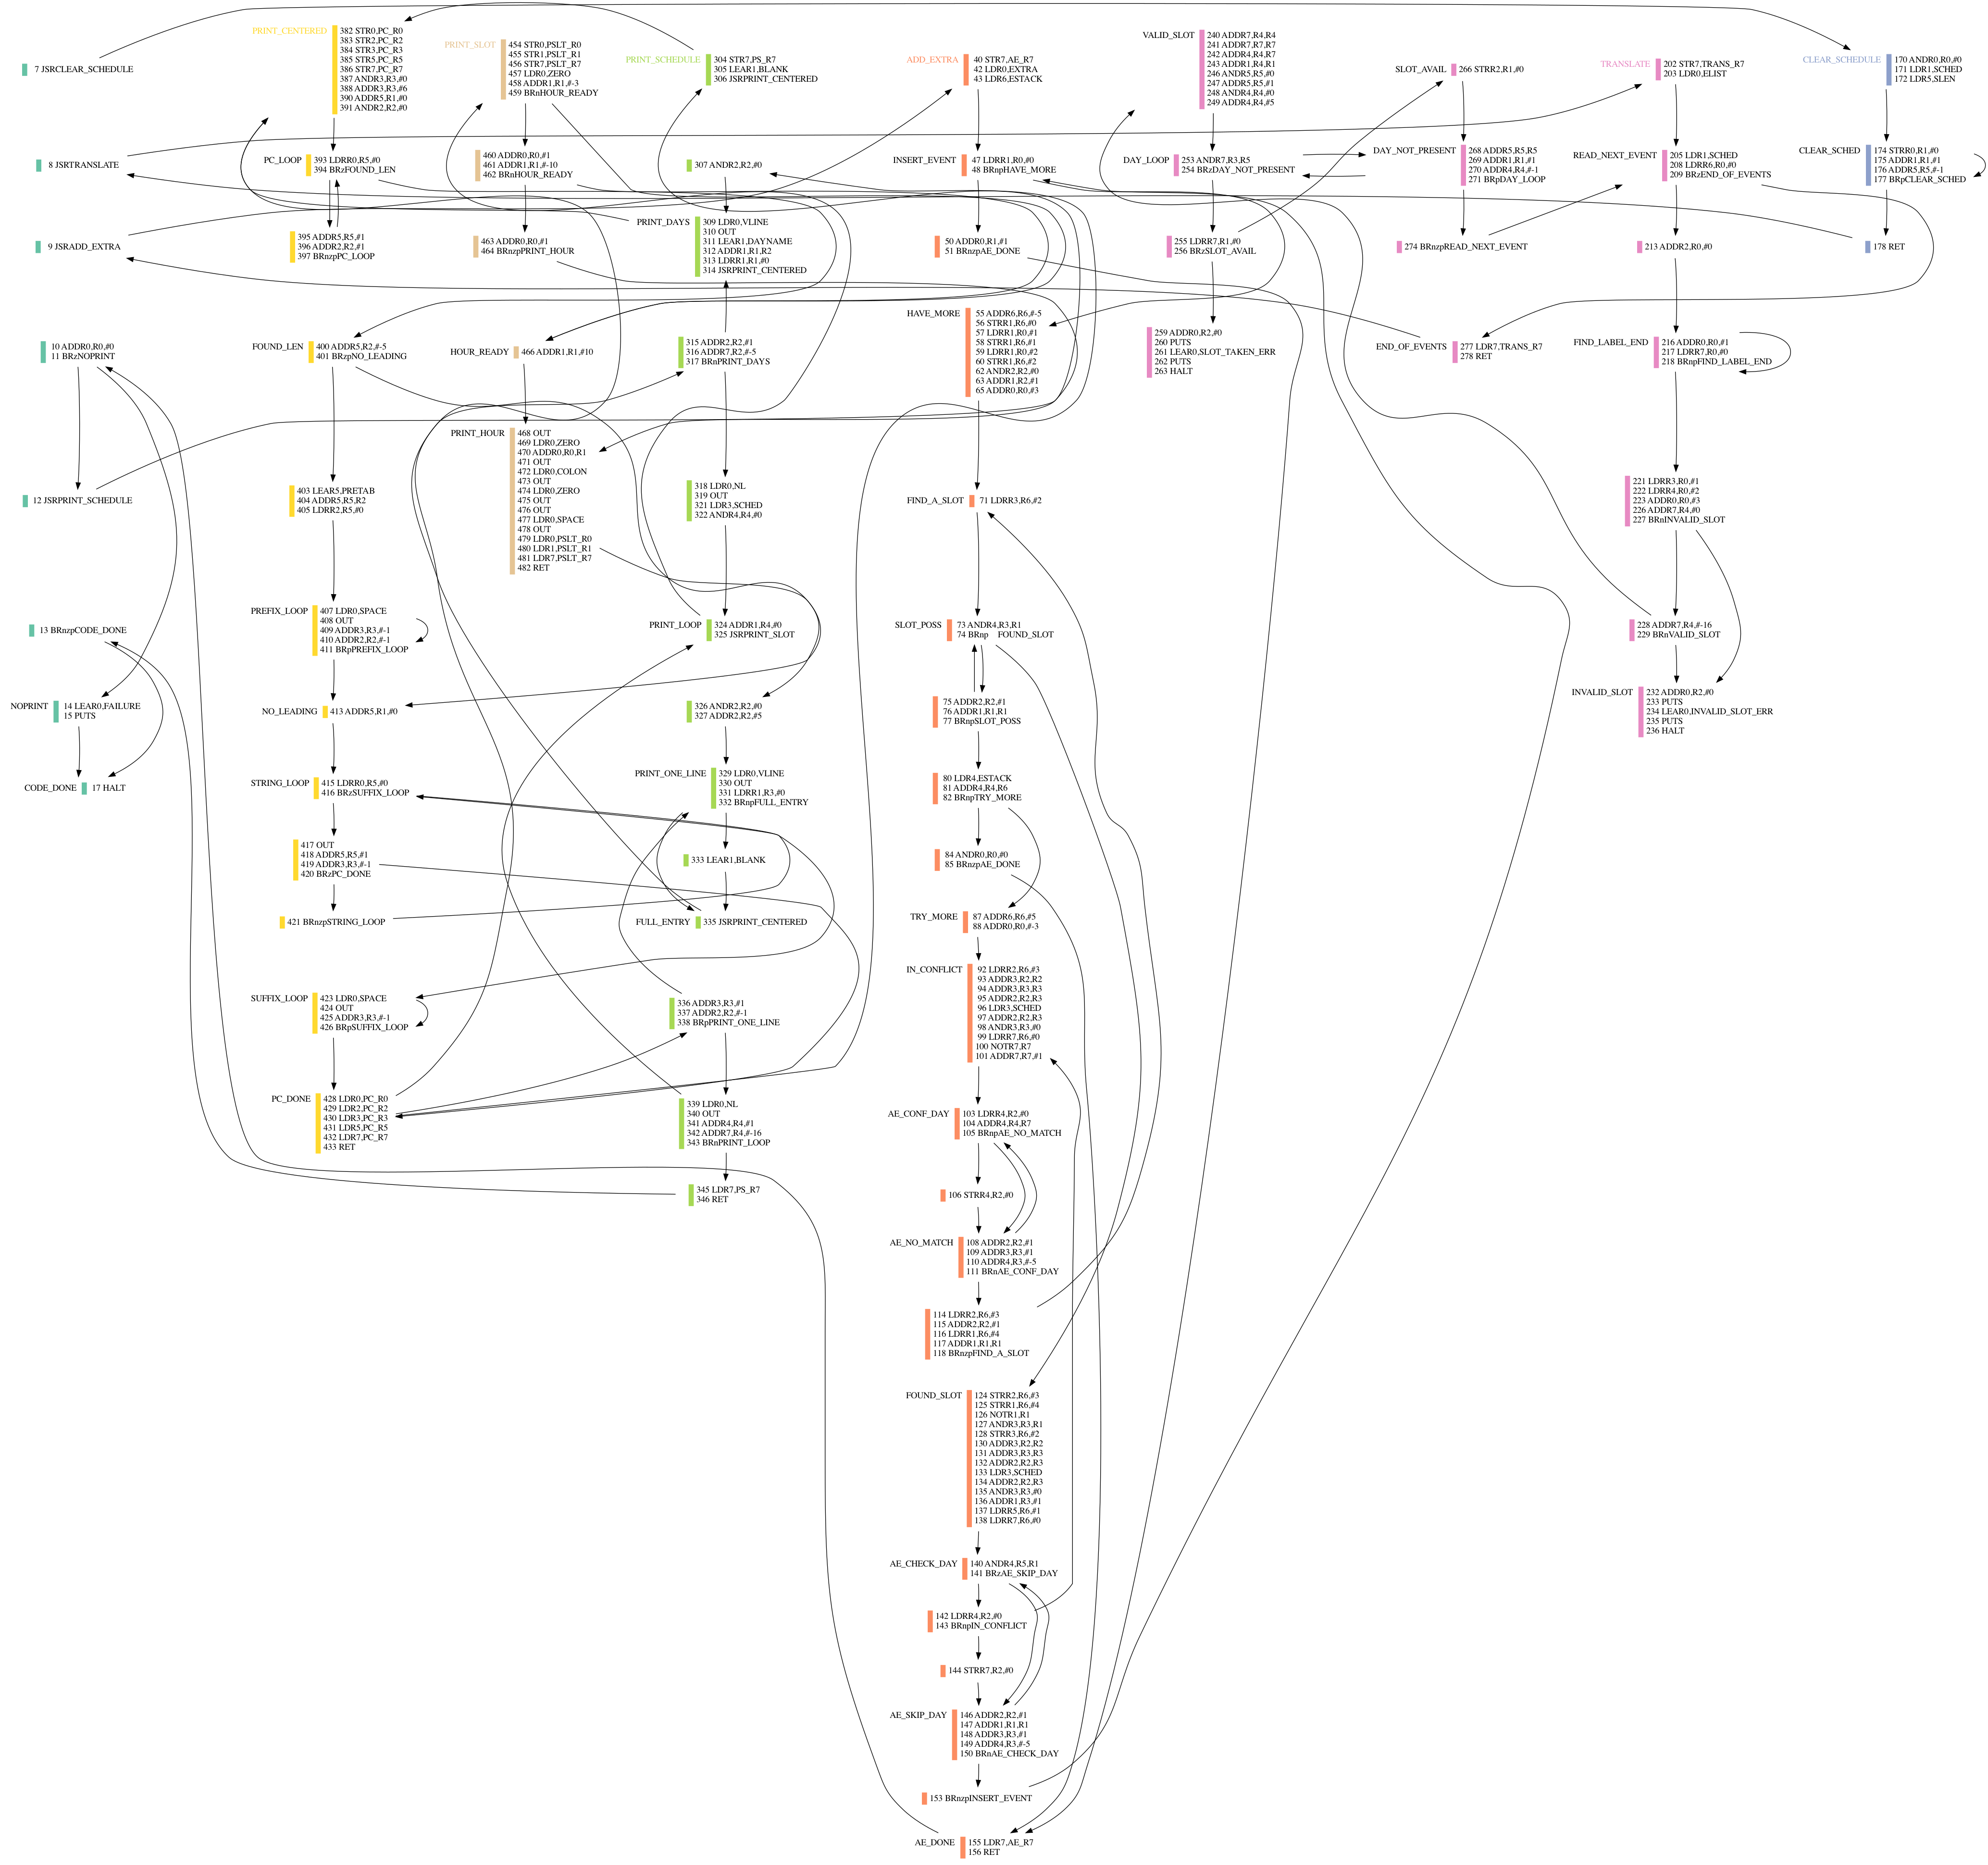 7 JSRCLEAR_SCHEDULE
8 JSRTRANSLATE
9 JSRADD_EXTRA
10 ADDR0,R0,#0
11 BRzNOPRINT
12 JSRPRINT_SCHEDULE
13 BRnzpCODE_DONE
NOPRINT
14 LEAR0,FAILURE
15 PUTS
CODE_DONE
17 HALT
PRINT_CENTERED
382 STR0,PC_R0
383 STR2,PC_R2
384 STR3,PC_R3
385 STR5,PC_R5
386 STR7,PC_R7
387 ANDR3,R3,#0
388 ADDR3,R3,#6
390 ADDR5,R1,#0
391 ANDR2,R2,#0
PC_LOOP
393 LDRR0,R5,#0
394 BRzFOUND_LEN
395 ADDR5,R5,#1
396 ADDR2,R2,#1
397 BRnzpPC_LOOP
FOUND_LEN
400 ADDR5,R2,#-5
401 BRzpNO_LEADING
403 LEAR5,PRETAB
404 ADDR5,R5,R2
405 LDRR2,R5,#0
PREFIX_LOOP
407 LDR0,SPACE
408 OUT
409 ADDR3,R3,#-1
410 ADDR2,R2,#-1
411 BRpPREFIX_LOOP
NO_LEADING
413 ADDR5,R1,#0
STRING_LOOP
415 LDRR0,R5,#0
416 BRzSUFFIX_LOOP
417 OUT
418 ADDR5,R5,#1
419 ADDR3,R3,#-1
420 BRzPC_DONE
421 BRnzpSTRING_LOOP
SUFFIX_LOOP
423 LDR0,SPACE
424 OUT
425 ADDR3,R3,#-1
426 BRpSUFFIX_LOOP
PC_DONE
428 LDR0,PC_R0
429 LDR2,PC_R2
430 LDR3,PC_R3
431 LDR5,PC_R5
432 LDR7,PC_R7
433 RET
PRINT_SLOT
454 STR0,PSLT_R0
455 STR1,PSLT_R1
456 STR7,PSLT_R7
457 LDR0,ZERO
458 ADDR1,R1,#-3
459 BRnHOUR_READY
460 ADDR0,R0,#1
461 ADDR1,R1,#-10
462 BRnHOUR_READY
463 ADDR0,R0,#1
464 BRnzpPRINT_HOUR
HOUR_READY
466 ADDR1,R1,#10
PRINT_HOUR
468 OUT
469 LDR0,ZERO
470 ADDR0,R0,R1
471 OUT
472 LDR0,COLON
473 OUT
474 LDR0,ZERO
475 OUT
476 OUT
477 LDR0,SPACE
478 OUT
479 LDR0,PSLT_R0
480 LDR1,PSLT_R1
481 LDR7,PSLT_R7
482 RET
PRINT_SCHEDULE
304 STR7,PS_R7
305 LEAR1,BLANK
306 JSRPRINT_CENTERED
307 ANDR2,R2,#0
PRINT_DAYS
309 LDR0,VLINE
310 OUT
311 LEAR1,DAYNAME
312 ADDR1,R1,R2
313 LDRR1,R1,#0
314 JSRPRINT_CENTERED
315 ADDR2,R2,#1
316 ADDR7,R2,#-5
317 BRnPRINT_DAYS
318 LDR0,NL
319 OUT
321 LDR3,SCHED
322 ANDR4,R4,#0
PRINT_LOOP
324 ADDR1,R4,#0
325 JSRPRINT_SLOT
326 ANDR2,R2,#0
327 ADDR2,R2,#5
PRINT_ONE_LINE
329 LDR0,VLINE
330 OUT
331 LDRR1,R3,#0
332 BRnpFULL_ENTRY
333 LEAR1,BLANK
FULL_ENTRY
335 JSRPRINT_CENTERED
336 ADDR3,R3,#1
337 ADDR2,R2,#-1
338 BRpPRINT_ONE_LINE
339 LDR0,NL
340 OUT
341 ADDR4,R4,#1
342 ADDR7,R4,#-16
343 BRnPRINT_LOOP
345 LDR7,PS_R7
346 RET
ADD_EXTRA
40 STR7,AE_R7
42 LDR0,EXTRA
43 LDR6,ESTACK
INSERT_EVENT
47 LDRR1,R0,#0
48 BRnpHAVE_MORE
50 ADDR0,R1,#1
51 BRnzpAE_DONE
HAVE_MORE
55 ADDR6,R6,#-5
56 STRR1,R6,#0
57 LDRR1,R0,#1
58 STRR1,R6,#1
59 LDRR1,R0,#2
60 STRR1,R6,#2
62 ANDR2,R2,#0
63 ADDR1,R2,#1
65 ADDR0,R0,#3
FIND_A_SLOT
71 LDRR3,R6,#2
SLOT_POSS
73 ANDR4,R3,R1
74 BRnp FOUND_SLOT
75 ADDR2,R2,#1
76 ADDR1,R1,R1
77 BRnpSLOT_POSS
80 LDR4,ESTACK
81 ADDR4,R4,R6
82 BRnpTRY_MORE
84 ANDR0,R0,#0
85 BRnzpAE_DONE
TRY_MORE
87 ADDR6,R6,#5
88 ADDR0,R0,#-3
IN_CONFLICT
92 LDRR2,R6,#3
93 ADDR3,R2,R2
94 ADDR3,R3,R3
95 ADDR2,R2,R3
96 LDR3,SCHED
97 ADDR2,R2,R3
98 ANDR3,R3,#0
99 LDRR7,R6,#0
100 NOTR7,R7
101 ADDR7,R7,#1
AE_CONF_DAY
103 LDRR4,R2,#0
104 ADDR4,R4,R7
105 BRnpAE_NO_MATCH
106 STRR4,R2,#0
AE_NO_MATCH
108 ADDR2,R2,#1
109 ADDR3,R3,#1
110 ADDR4,R3,#-5
111 BRnAE_CONF_DAY
114 LDRR2,R6,#3
115 ADDR2,R2,#1
116 LDRR1,R6,#4
117 ADDR1,R1,R1
118 BRnzpFIND_A_SLOT
FOUND_SLOT
124 STRR2,R6,#3
125 STRR1,R6,#4
126 NOTR1,R1
127 ANDR3,R3,R1
128 STRR3,R6,#2
130 ADDR3,R2,R2
131 ADDR3,R3,R3
132 ADDR2,R2,R3
133 LDR3,SCHED
134 ADDR2,R2,R3
135 ANDR3,R3,#0
136 ADDR1,R3,#1
137 LDRR5,R6,#1
138 LDRR7,R6,#0
AE_CHECK_DAY
140 ANDR4,R5,R1
141 BRzAE_SKIP_DAY
142 LDRR4,R2,#0
143 BRnpIN_CONFLICT
144 STRR7,R2,#0
AE_SKIP_DAY
146 ADDR2,R2,#1
147 ADDR1,R1,R1
148 ADDR3,R3,#1
149 ADDR4,R3,#-5
150 BRnAE_CHECK_DAY
153 BRnzpINSERT_EVENT
AE_DONE
155 LDR7,AE_R7
156 RET
VALID_SLOT
240 ADDR7,R4,R4
241 ADDR7,R7,R7
242 ADDR4,R4,R7
243 ADDR1,R4,R1
246 ANDR5,R5,#0
247 ADDR5,R5,#1
248 ANDR4,R4,#0
249 ADDR4,R4,#5
DAY_LOOP
253 ANDR7,R3,R5
254 BRzDAY_NOT_PRESENT
255 LDRR7,R1,#0
256 BRzSLOT_AVAIL
259 ADDR0,R2,#0
260 PUTS
261 LEAR0,SLOT_TAKEN_ERR
262 PUTS
263 HALT
SLOT_AVAIL
266 STRR2,R1,#0
DAY_NOT_PRESENT
268 ADDR5,R5,R5
269 ADDR1,R1,#1
270 ADDR4,R4,#-1
271 BRpDAY_LOOP
274 BRnzpREAD_NEXT_EVENT
END_OF_EVENTS
277 LDR7,TRANS_R7
278 RET
TRANSLATE
202 STR7,TRANS_R7
203 LDR0,ELIST
READ_NEXT_EVENT
205 LDR1,SCHED
208 LDRR6,R0,#0
209 BRzEND_OF_EVENTS
213 ADDR2,R0,#0
FIND_LABEL_END
216 ADDR0,R0,#1
217 LDRR7,R0,#0
218 BRnpFIND_LABEL_END
221 LDRR3,R0,#1
222 LDRR4,R0,#2
223 ADDR0,R0,#3
226 ADDR7,R4,#0
227 BRnINVALID_SLOT
228 ADDR7,R4,#-16
229 BRnVALID_SLOT
INVALID_SLOT
232 ADDR0,R2,#0
233 PUTS
234 LEAR0,INVALID_SLOT_ERR
235 PUTS
236 HALT
CLEAR_SCHEDULE
170 ANDR0,R0,#0
171 LDR1,SCHED
172 LDR5,SLEN
CLEAR_SCHED
174 STRR0,R1,#0
175 ADDR1,R1,#1
176 ADDR5,R5,#-1
177 BRpCLEAR_SCHED
178 RET